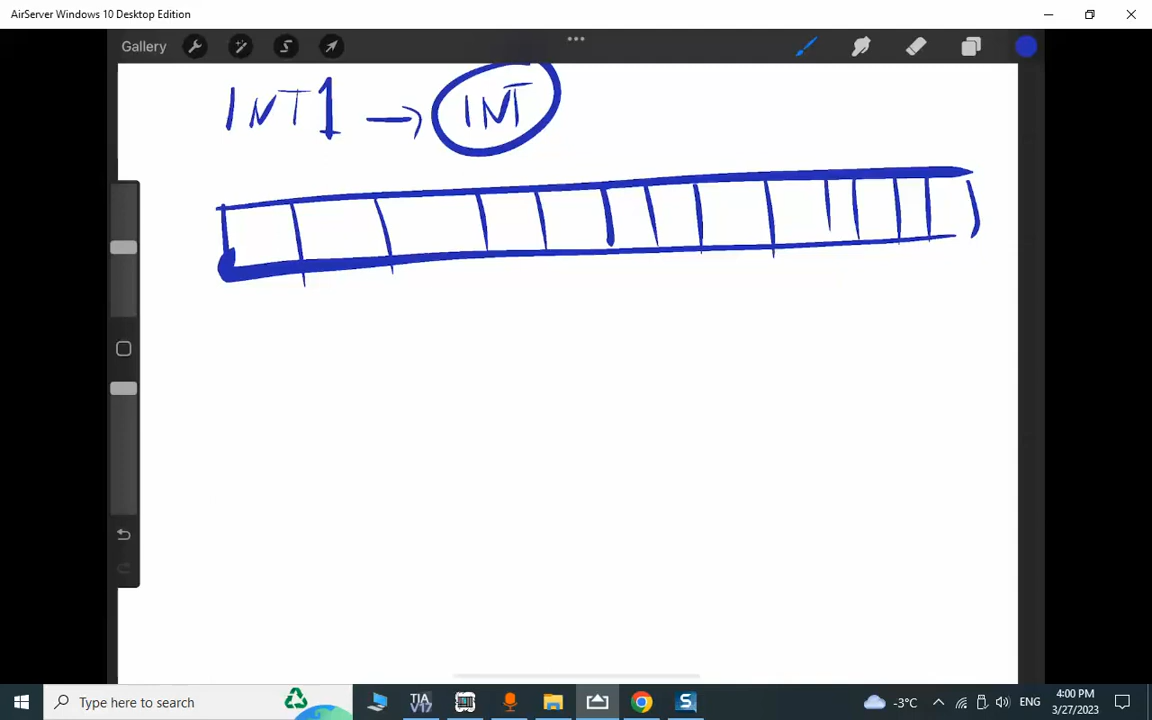 AirServer Windows 10 Desktop Edition
Gallery
INT1 → INT
Type here to search
TIA
V17
S
-3°C
ENG
4:00 PM
3/27/2023